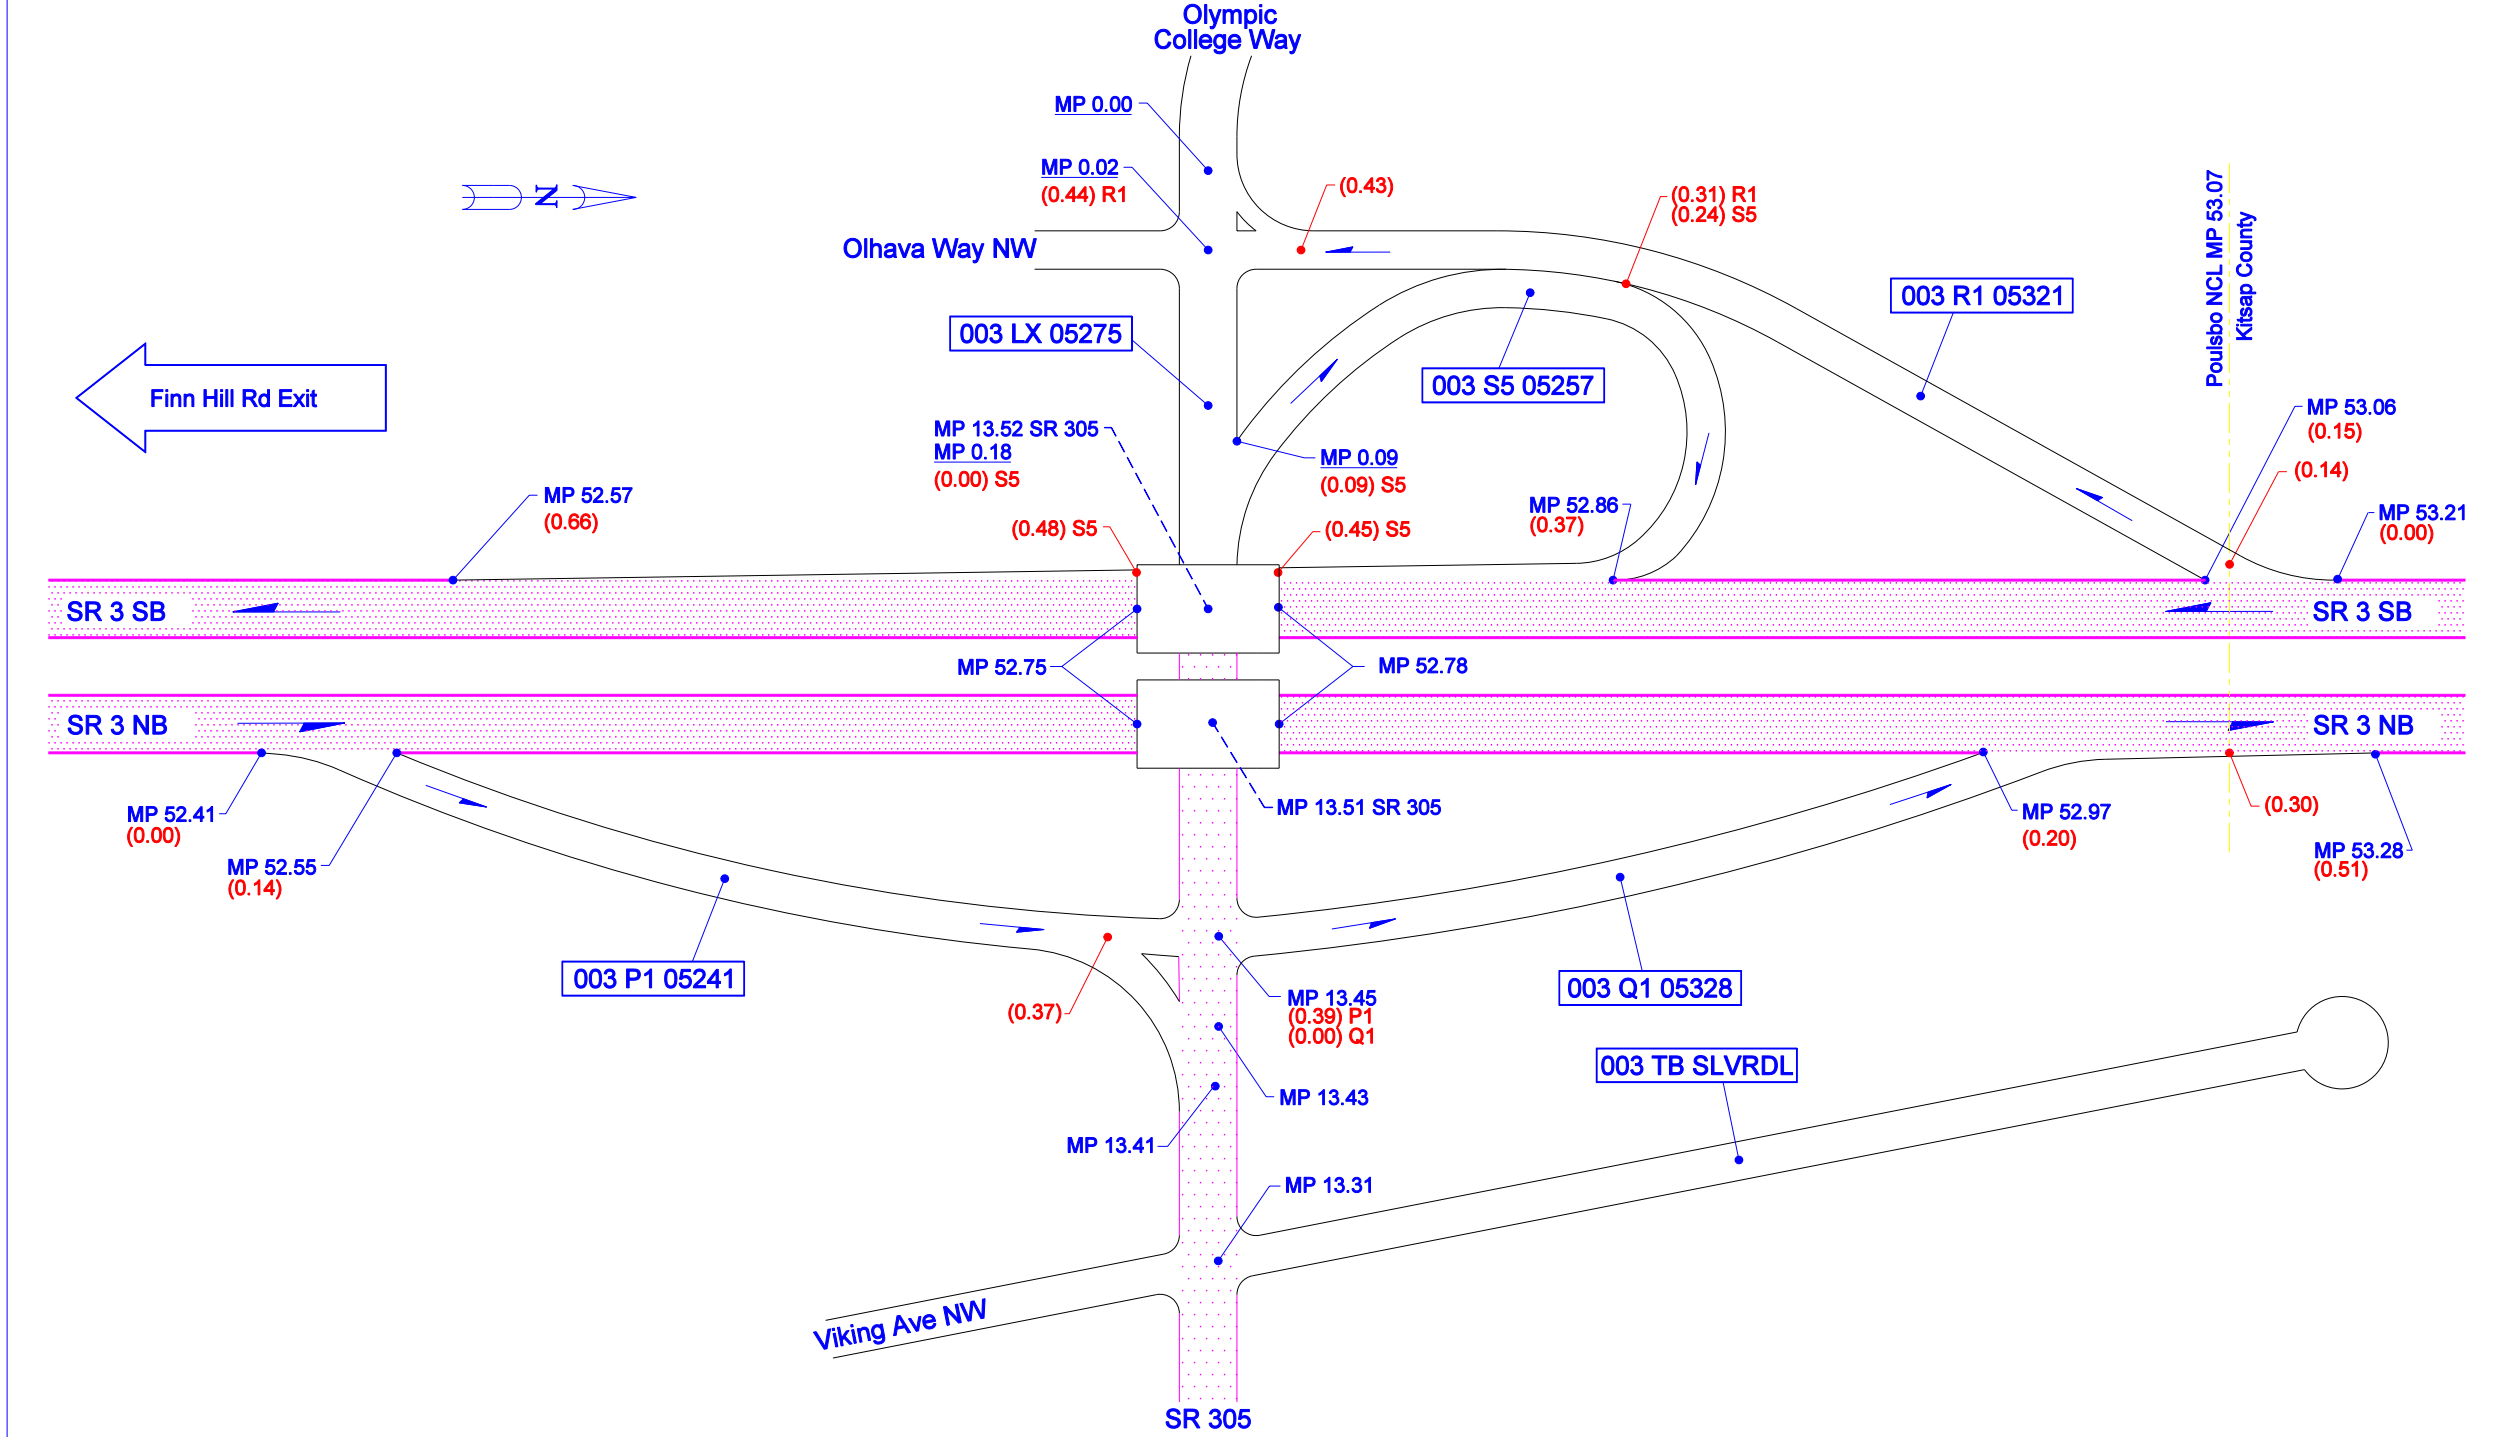 Olympic
College Way
MP 0.00
MP 0.02
(0.44) R1
(0.43)
(0.31) R1
(0.24) S5
N
Olhava Way NW
003 LX 05275
003 R1 05321
Poulsbo NCL MP 53.07
Kitsap County
003 S5 05257
Finn Hill Rd Exit
MP 13.52 SR 305
MP 0.18
(0.00) S5
MP 0.09
(0.09) S5
MP 53.06
(0.15)
(0.14)
MP 52.57
(0.66)
(0.48) S5
(0.45) S5
MP 52.86
(0.37)
MP 53.21
(0.00)
SR 3 SB
SR 3 SB
MP 52.75
MP 52.78
SR 3 NB
SR 3 NB
MP 52.41
(0.00)
MP 52.55
(0.14)
MP 13.51 SR 305
MP 52.97
(0.20)
(0.30)
MP 53.28
(0.51)
003 P1 05241
(0.37)
MP 13.45
(0.39) P1
(0.00) Q1
003 Q1 05328
MP 13.43
003 TB SLVRDL
MP 13.41
MP 13.31
Viking Ave NW
SR 305